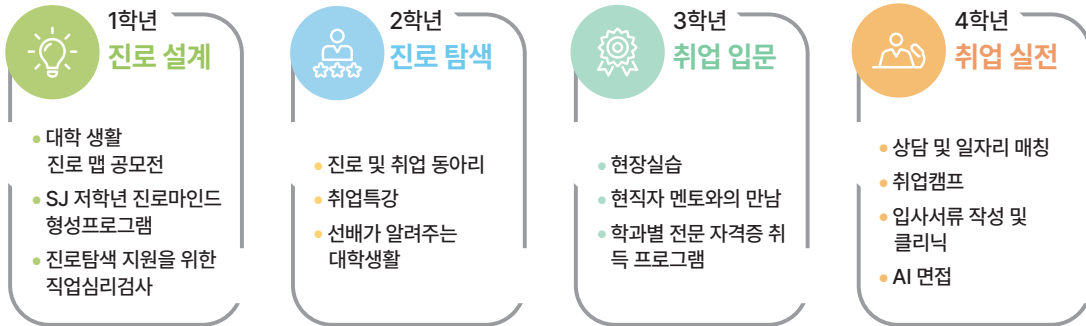 1학년
진로 설계
• 대학 생활
진로 맵 공모전
• SJ 저학년 진로마인드
형성프로그램
• 진로탐색 지원을 위한
직업심리검사
2학년
진로 탐색
• 진로 및 취업 동아리
• 취업특강
• 선배가 알려주는
대학생활
3학년
취업 입문
• 현장실습
• 현직자 멘토와의 만남
• 학과별 전문 자격증 취
득 프로그램
4학년
취업 실전
• 상담 및 일자리 매칭
• 취업캠프
• 입사서류 작성 및
클리닉
• AI 면접